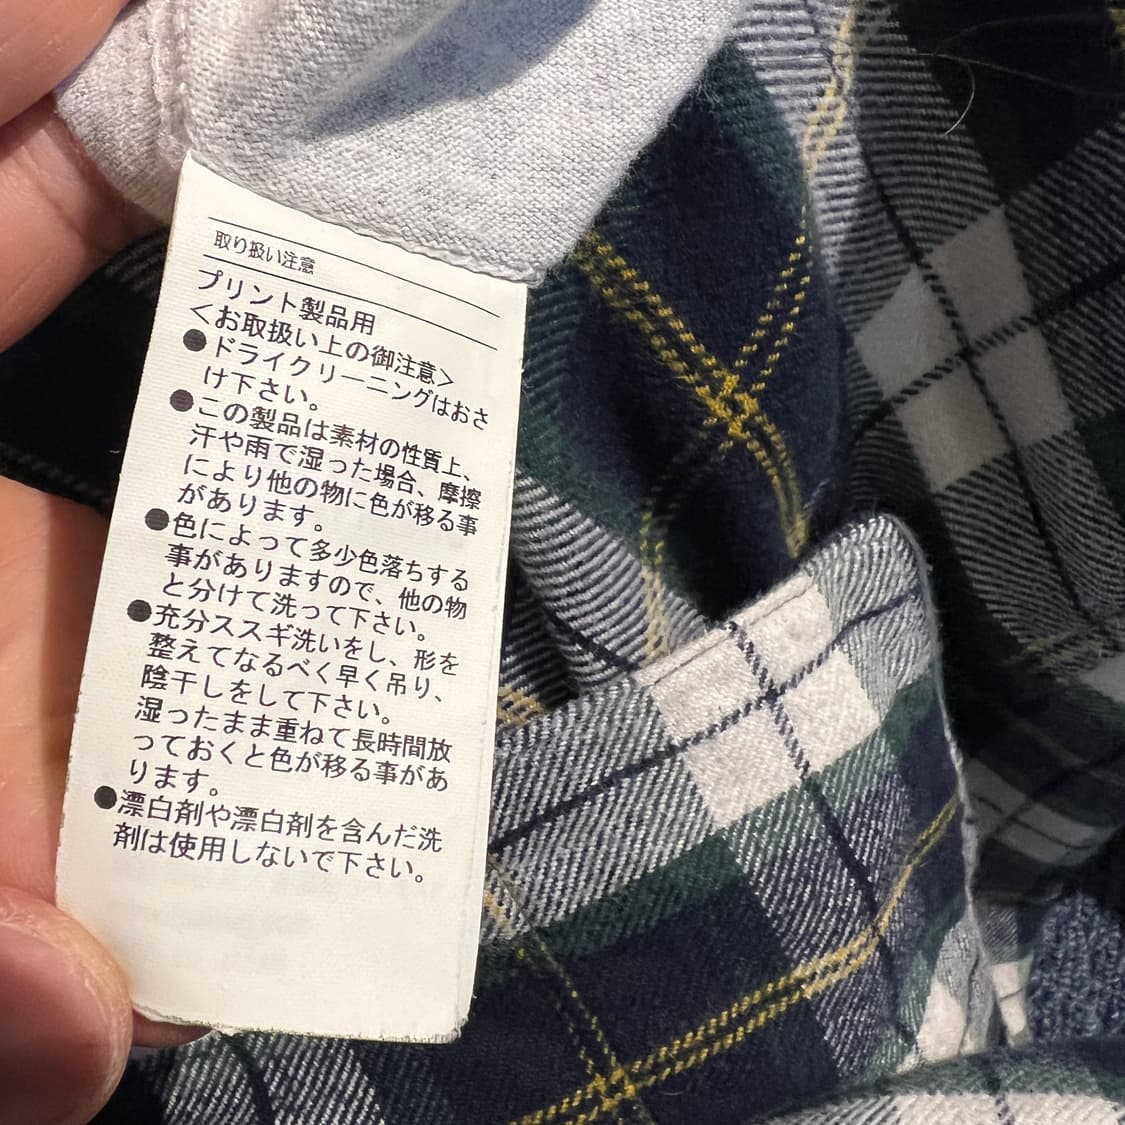 取り扱い注意
プリント製品用
＜お取扱い上の御注意＞
●ドライクリーニングはおさ
け下さい。
●この製品は素材の性質上、
汗や雨で湿った場合、摩擦
により他の物に色が移る事
があります。
●色によって多少色落ちする
事がありますので、他の物
と分けて洗って下さい。
●充分ススギ洗いをし、形を
整えてなるべく早く吊り、
陰干しをして下さい。
湿ったまま重ねて長時間放
っておくと色が移る事があ
ります。
●漂白剤や漂白剤を含んだ洗
剤は使用しないで下さい。